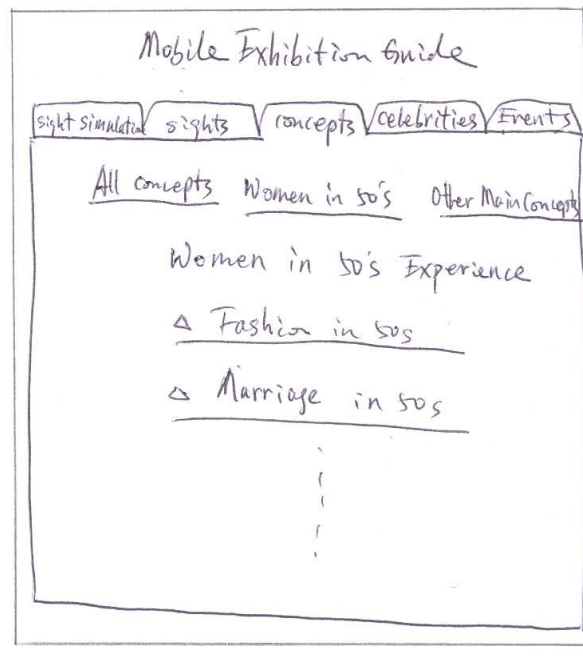 Mobile Exhibition Guide
Sight Simulation sights concepts Celebrities Events
All concepts Women in 50's Other Main Concepts
Women in 50's Experience
△ Fashion in 50s
△ Marriage in 50s